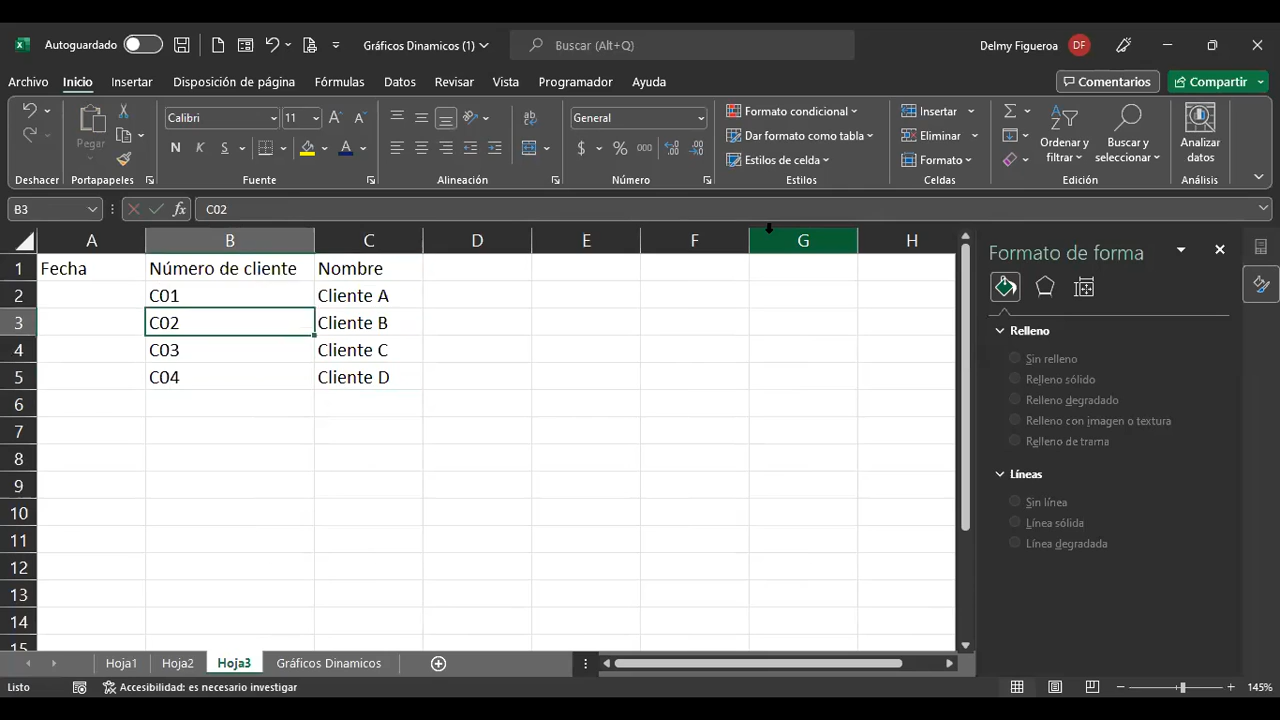 Autoguardado
Gráficos Dinamicos (1)
Buscar (Alt+Q)
Delmy Figueroa DF
Archivo Inicio Insertar Disposición de página Fórmulas Datos Revisar Vista Programador Ayuda
Comentarios Compartir
Pegar
Calibri 11
N K S
General
$ % 000
Formato condicional
Dar formato como tabla
Estilos de celda
Insertar
Eliminar
Formato
Ordenar y filtrar
Buscar y seleccionar
Analizar datos
Deshacer Portapapeles Fuente Alineación Número Estilos Celdas Edición Análisis
B3 fx C02
A B C D E F G H
1 Fecha Número de cliente Nombre
2 C01 Cliente A
3 C02 Cliente B
4 C03 Cliente C
5 C04 Cliente D
6
7
8
9
10
11
12
13
14
15
Formato de forma
Relleno
Sin relleno
Relleno sólido
Relleno degradado
Relleno con imagen o textura
Relleno de trama
Líneas
Sin línea
Línea sólida
Línea degradada
Hoja1 Hoja2 Hoja3 Gráficos Dinamicos
Listo Accesibilidad: es necesario investigar 145%